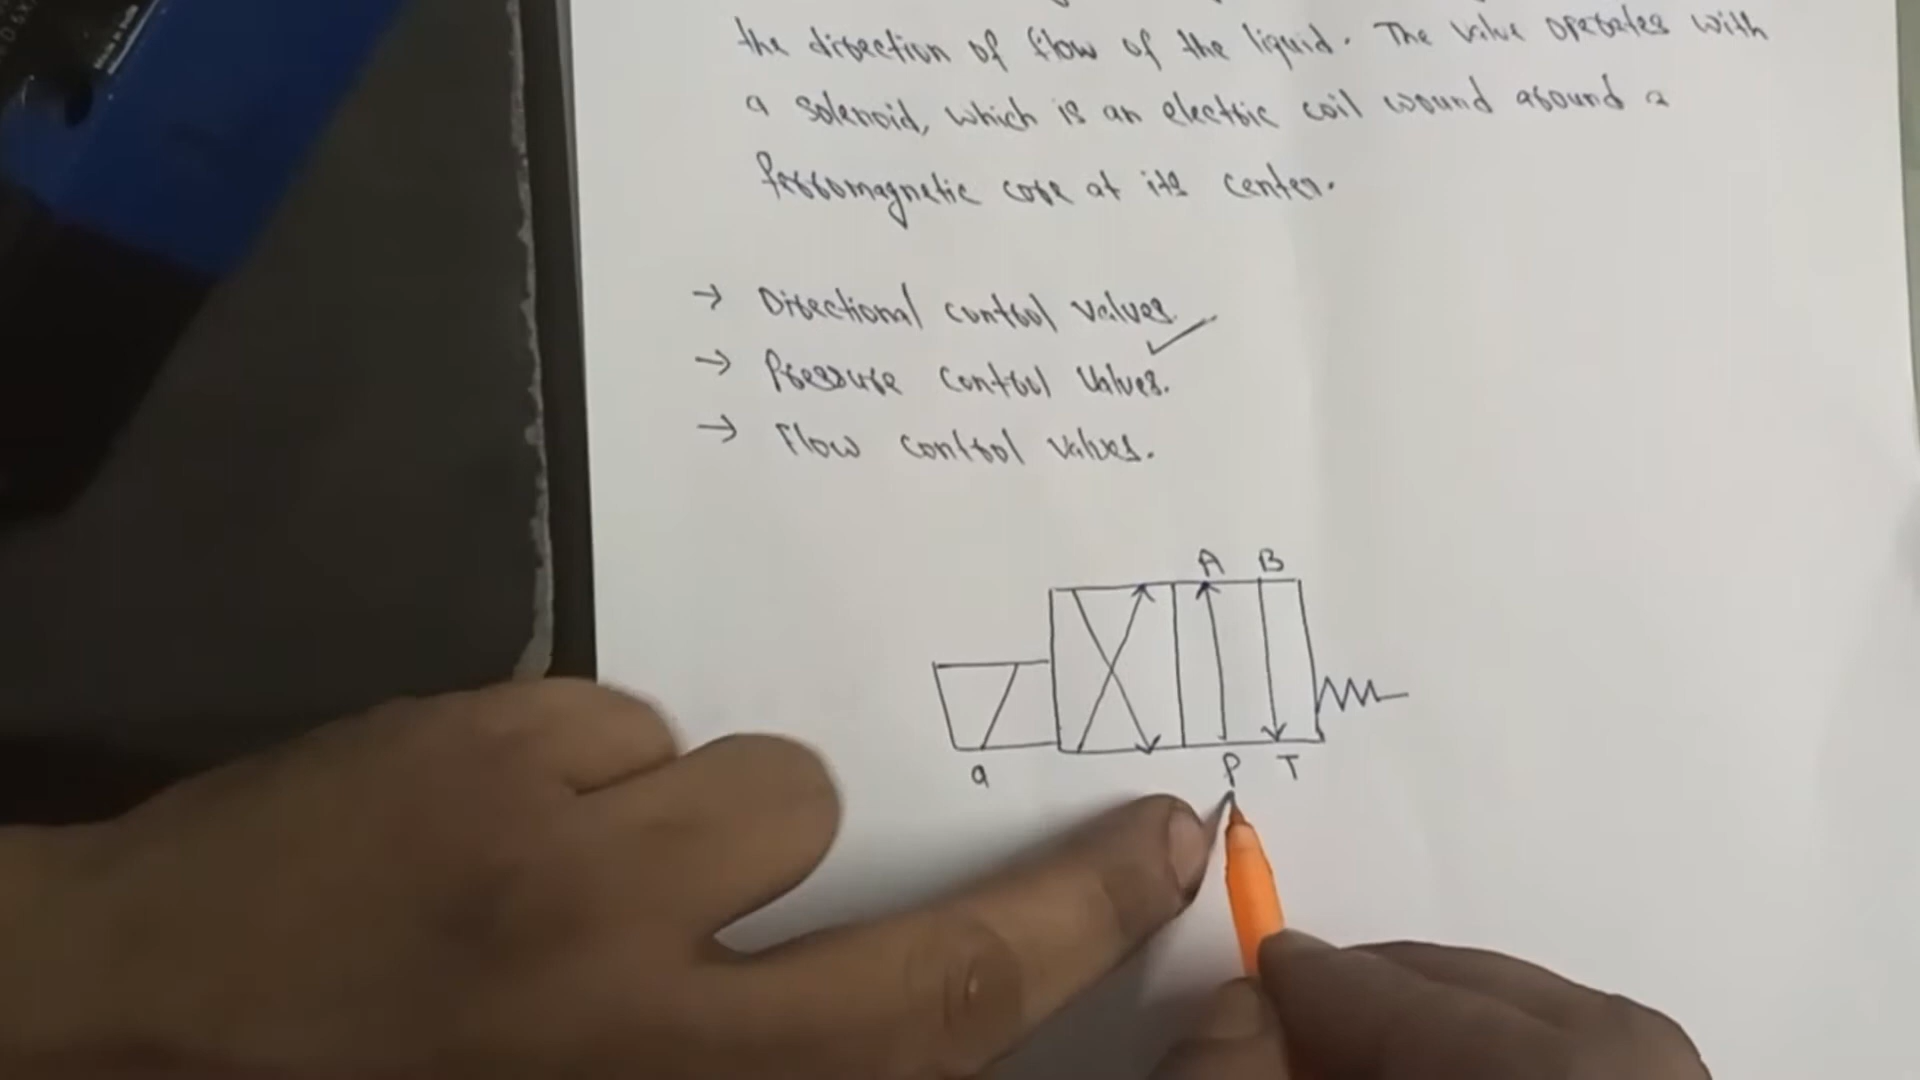 the direction of flow of the liquid. The valve operates with
a solenoid, which is an electric coil wound around a
ferromagnetic core at its center.
→ Directional control valves.
→ Pressure control valves.
→ Flow control valves.
A B
a P T